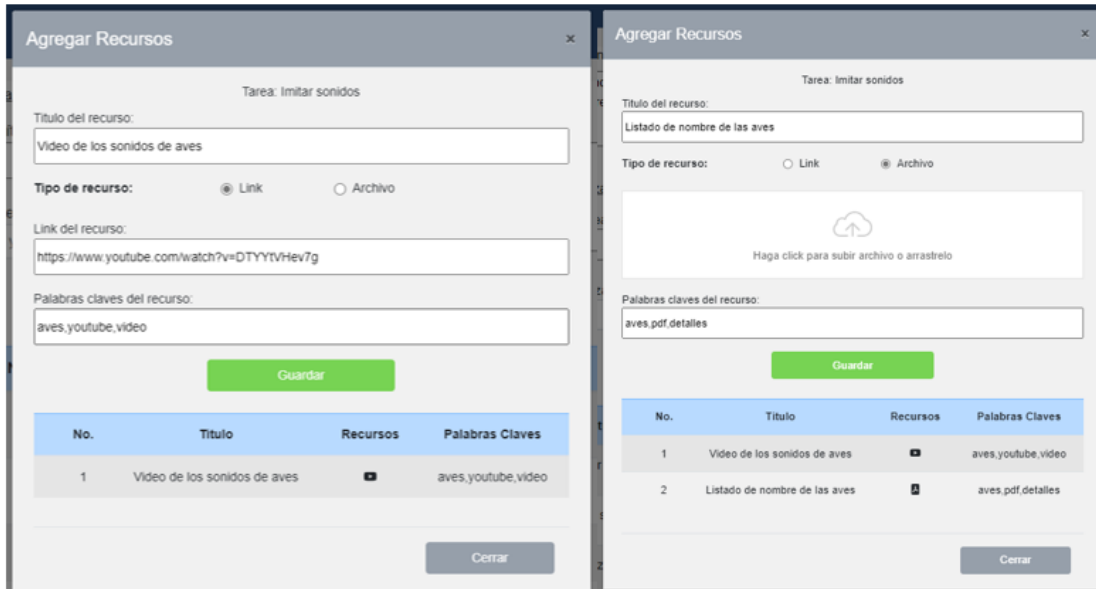 Agregar Recursos ×
Tarea: Imitar sonidos
Titulo del recurso:
Video de los sonidos de aves
Tipo de recurso: Link Archivo
Link del recurso:
https://www.youtube.com/watch?v=DTYYtVHev7g
Palabras claves del recurso:
aves,youtube,video
Guardar
No. Titulo Recursos Palabras Claves
1 Video de los sonidos de aves aves,youtube,video
Cerrar
Agregar Recursos ×
Tarea: Imitar sonidos
Titulo del recurso:
Listado de nombre de las aves
Tipo de recurso: Link Archivo
Haga click para subir archivo o arrastrelo
Palabras claves del recurso:
aves,pdf,detalles
Guardar
No. Titulo Recursos Palabras Claves
1 Video de los sonidos de aves aves,youtube,video
2 Listado de nombre de las aves aves,pdf,detalles
Cerrar